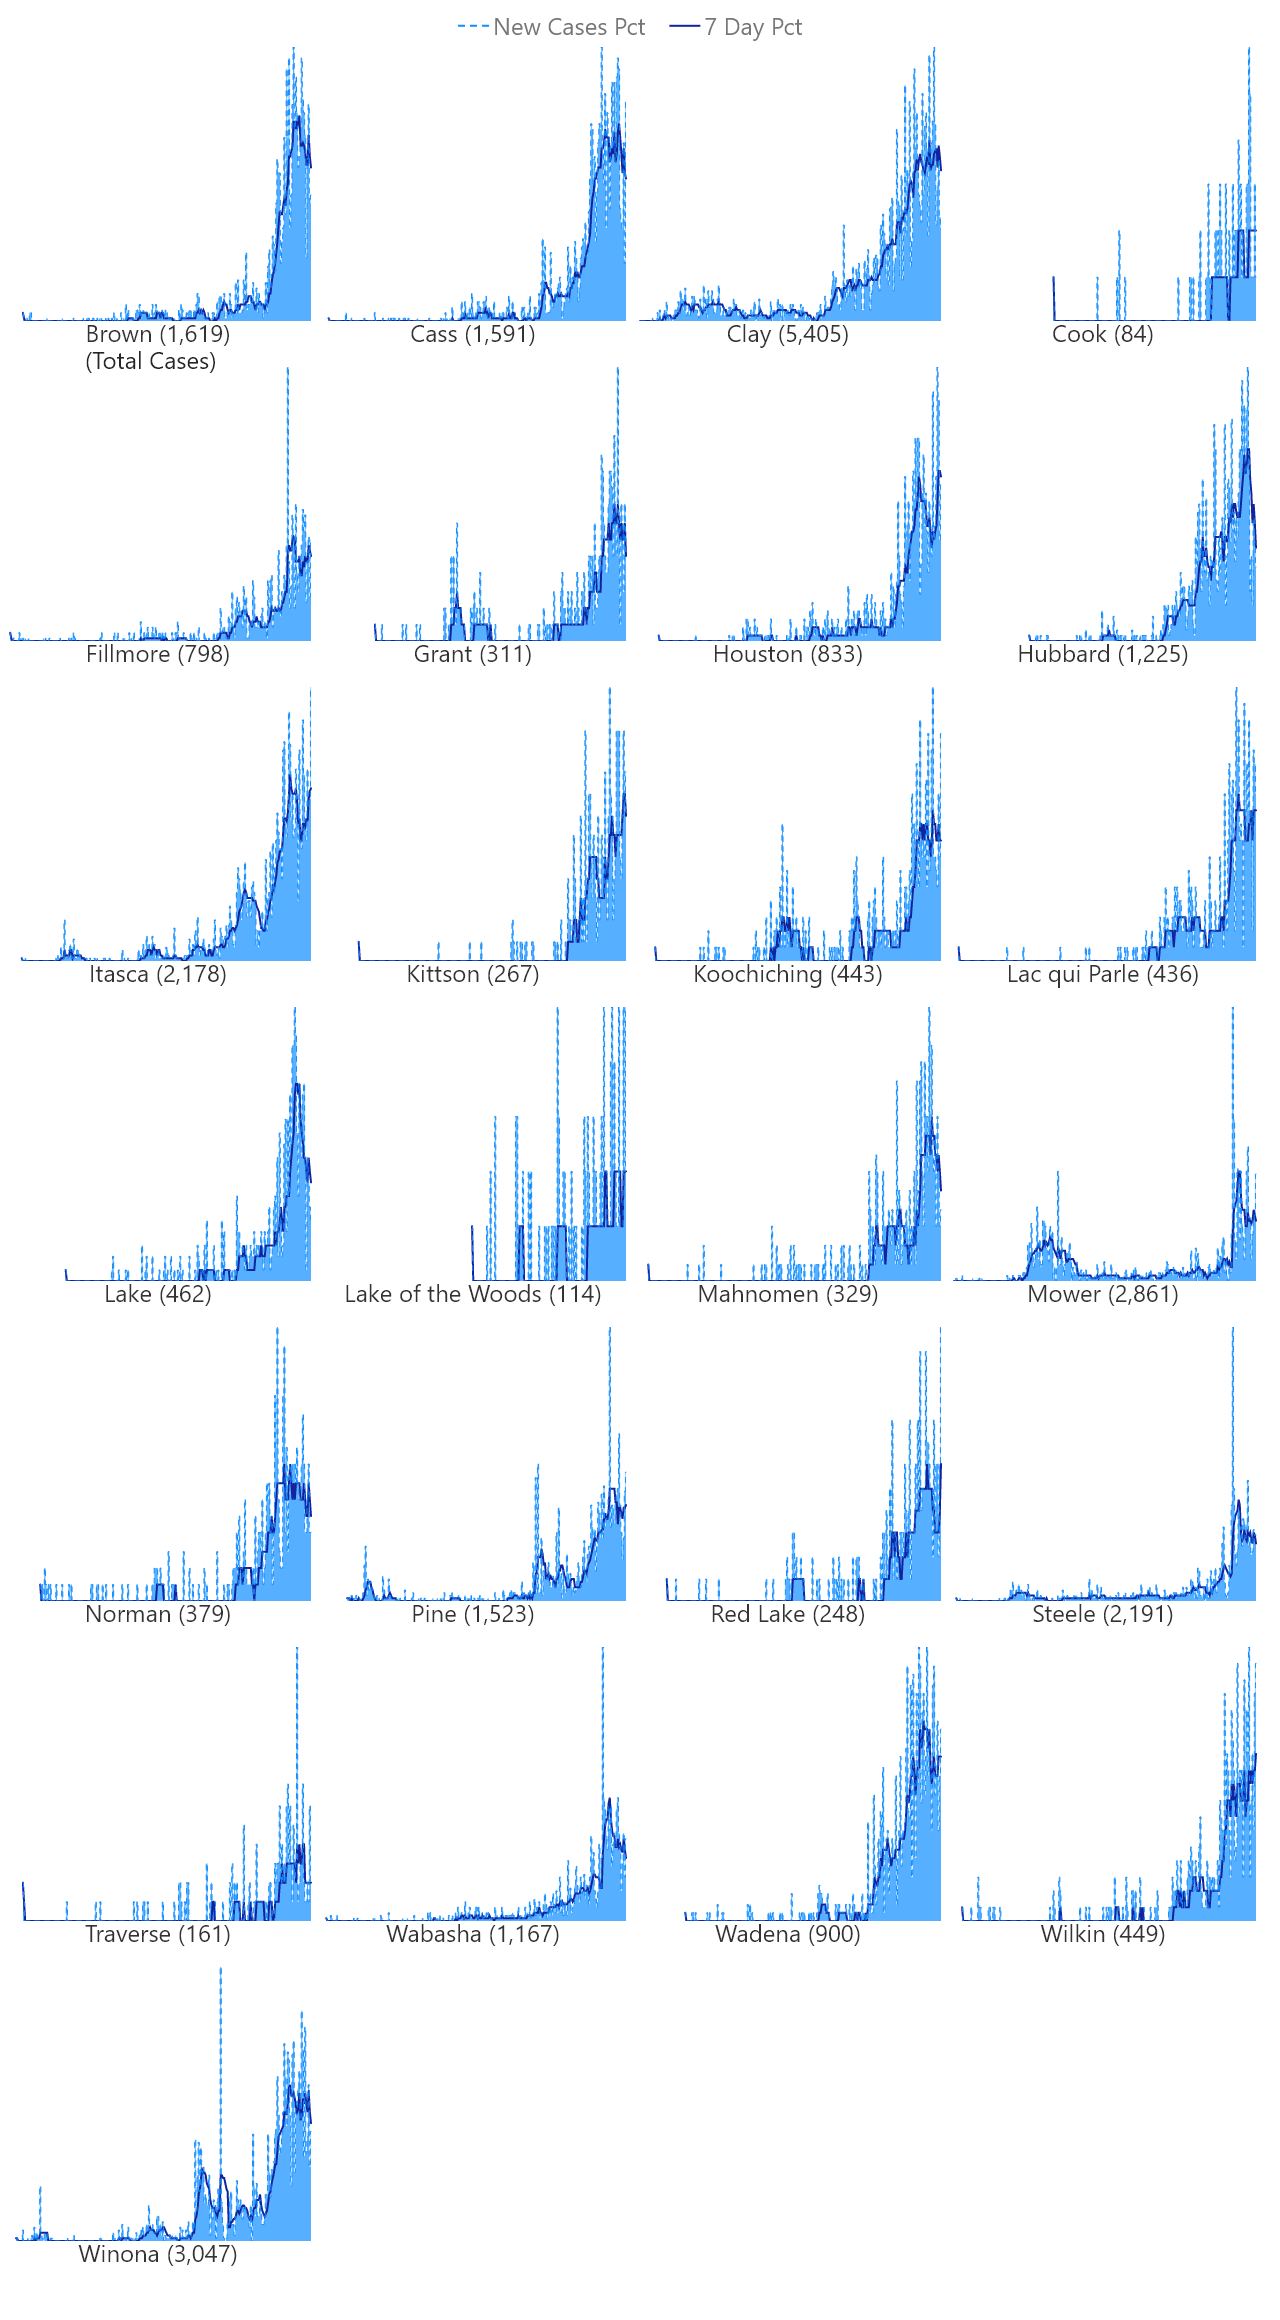 New Cases Pct 7 Day Pct
Brown (1,619)
(Total Cases)
Cass (1,591)
Clay (5,405)
Cook (84)
Fillmore (798)
Grant (311)
Houston (833)
Hubbard (1,225)
Itasca (2,178)
Kittson (267)
Koochiching (443)
Lac qui Parle (436)
Lake (462)
Lake of the Woods (114)
Mahnomen (329)
Mower (2,861)
Norman (379)
Pine (1,523)
Red Lake (248)
Steele (2,191)
Traverse (161)
Wabasha (1,167)
Wadena (900)
Wilkin (449)
Winona (3,047)